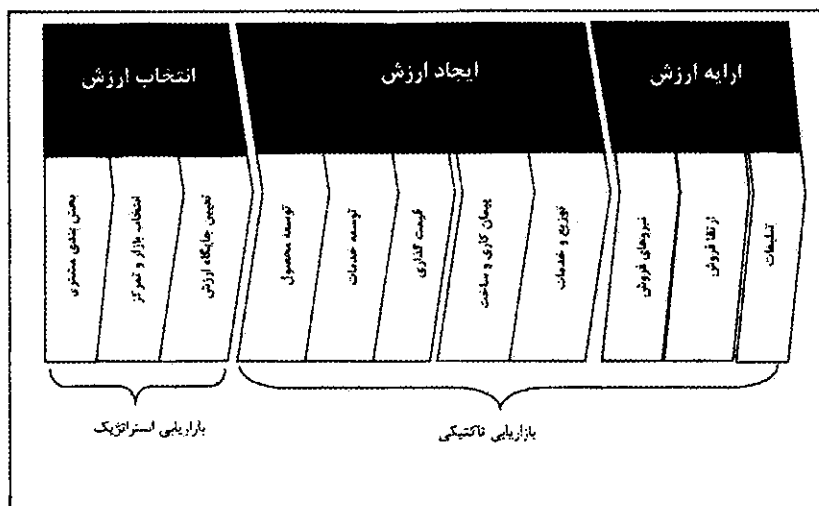 انتخاب ارزش
ایجاد ارزش
ارایه ارزش
بخش بندی مشتری
انتخاب بازار و تمرکز
تعیین جایگاه ارزش
توسعه محصول
توسعه خدمات
قیمت گذاری
پیمان کاری و ساخت
توزیع و خدمات
نیروهای فروش
ارتقا فروش
تبلیغات
بازاریابی استراتژیک
بازاریابی تاکتیکی